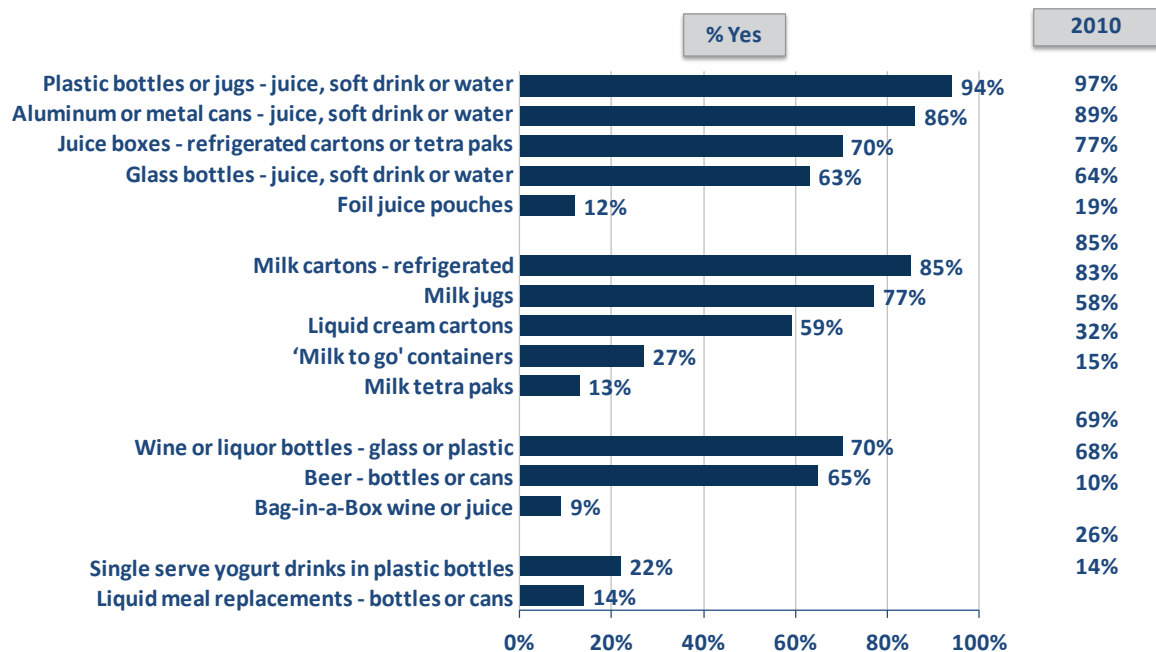 % Yes 2010
Plastic bottles or jugs - juice, soft drink or water 94% 97%
Aluminum or metal cans - juice, soft drink or water 86% 89%
Juice boxes - refrigerated cartons or tetra paks 70% 77%
Glass bottles - juice, soft drink or water 63% 64%
Foil juice pouches 12% 19%
85%
Milk cartons - refrigerated 85% 83%
Milk jugs 77% 58%
Liquid cream cartons 59% 32%
‘Milk to go' containers 27% 15%
Milk tetra paks 13%
69%
Wine or liquor bottles - glass or plastic 70% 68%
Beer - bottles or cans 65% 10%
Bag-in-a-Box wine or juice 9%
26%
Single serve yogurt drinks in plastic bottles 22% 14%
Liquid meal replacements - bottles or cans 14%
0% 20% 40% 60% 80% 100%